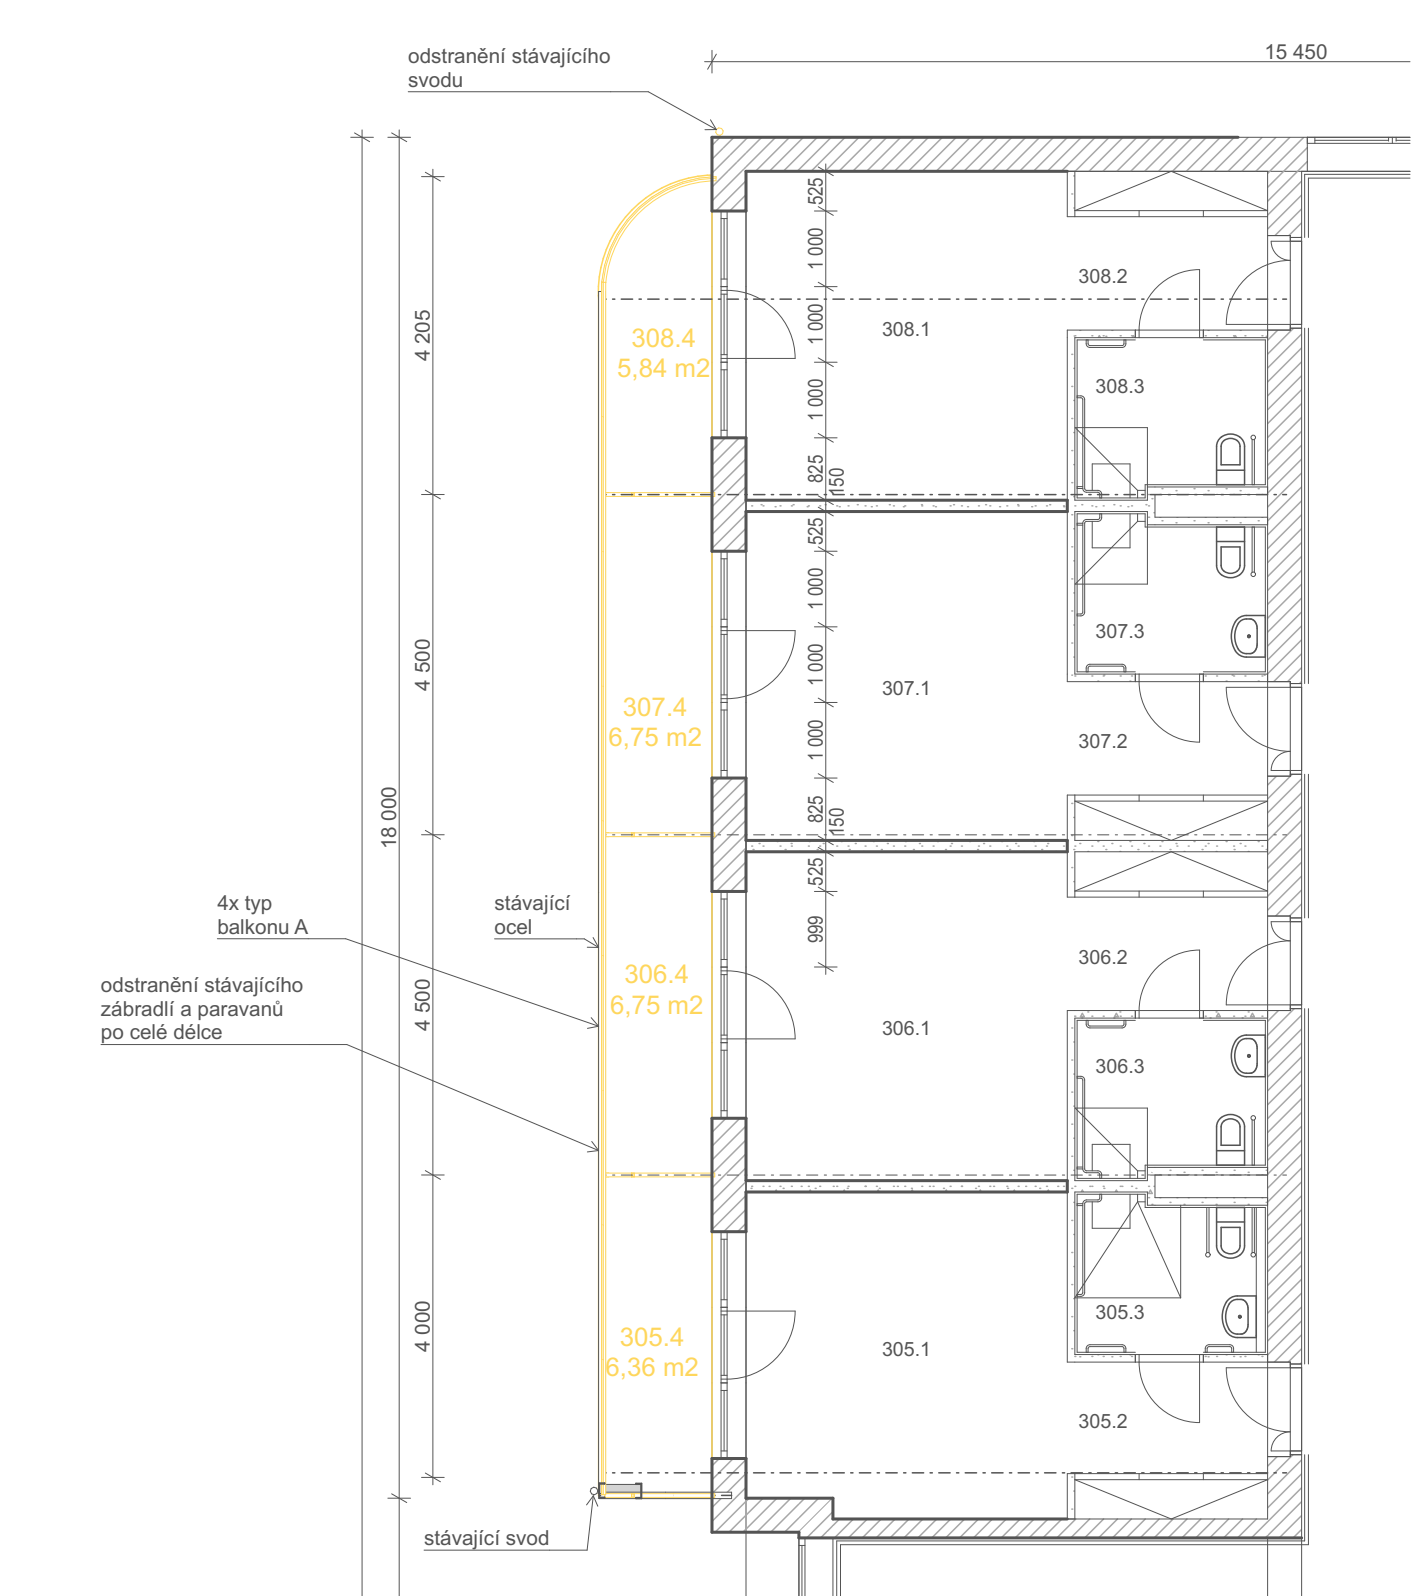 odstranění stávajícího
svodu
15 450
525
1 000
1 000
1 000
825
150
4 205
308.4
5,84 m2
308.1
308.2
308.3
525
1 000
1 000
1 000
825
150
4 500
307.4
6,75 m2
307.1
307.3
307.2
18 000
525
999
4x typ
balkonu A
stávající
ocel
odstranění stávajícího
zábradlí a paravanů
po celé délce
4 500
306.4
6,75 m2
306.1
306.2
306.3
4 000
305.4
6,36 m2
305.1
305.3
305.2
stávající svod